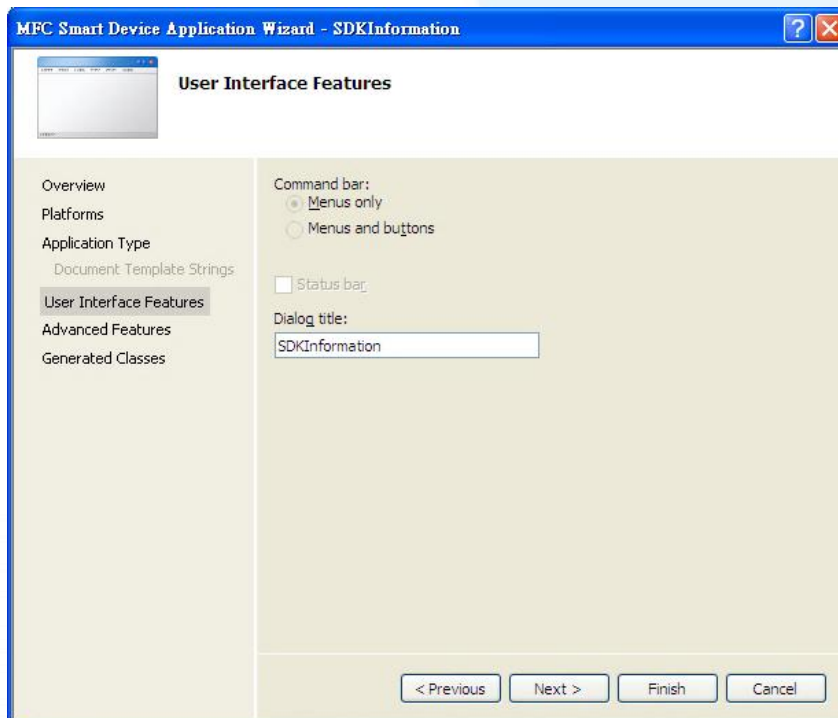 MFC Smart Device Application Wizard - SDKInformation
User Interface Features
Overview
Platforms
Application Type
Document Template Strings
User Interface Features
Advanced Features
Generated Classes
Command bar:
Menus only
Menus and buttons
Status bar
Dialog title:
SDKInformation
< Previous
Next >
Finish
Cancel